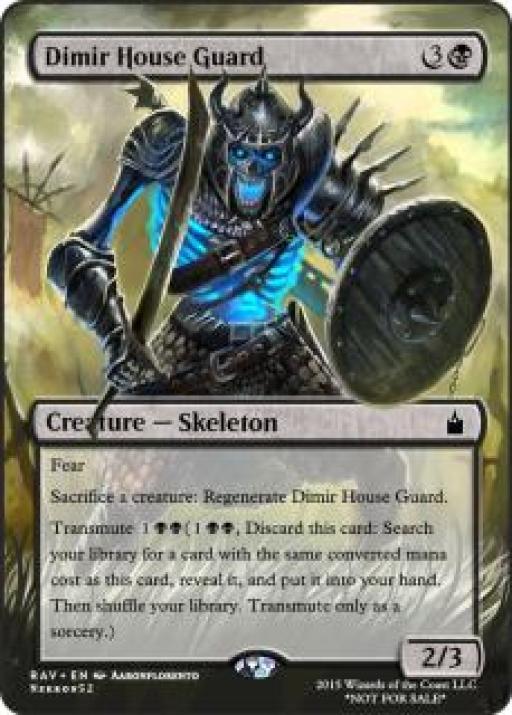 Dimir House Guard 3
Creature — Skeleton
Fear
Sacrifice a creature: Regenerate Dimir House Guard.
Transmute 1 (1 , Discard this card: Search
your library for a card with the same converted mana
cost as this card, reveal it, and put it into your hand.
Then shuffle your library. Transmute only as a
sorcery.)
2/3
RAV • EN AaronFlorento
Nekkon52
2015 Wizards of the Coast LLC
*NOT FOR SALE*